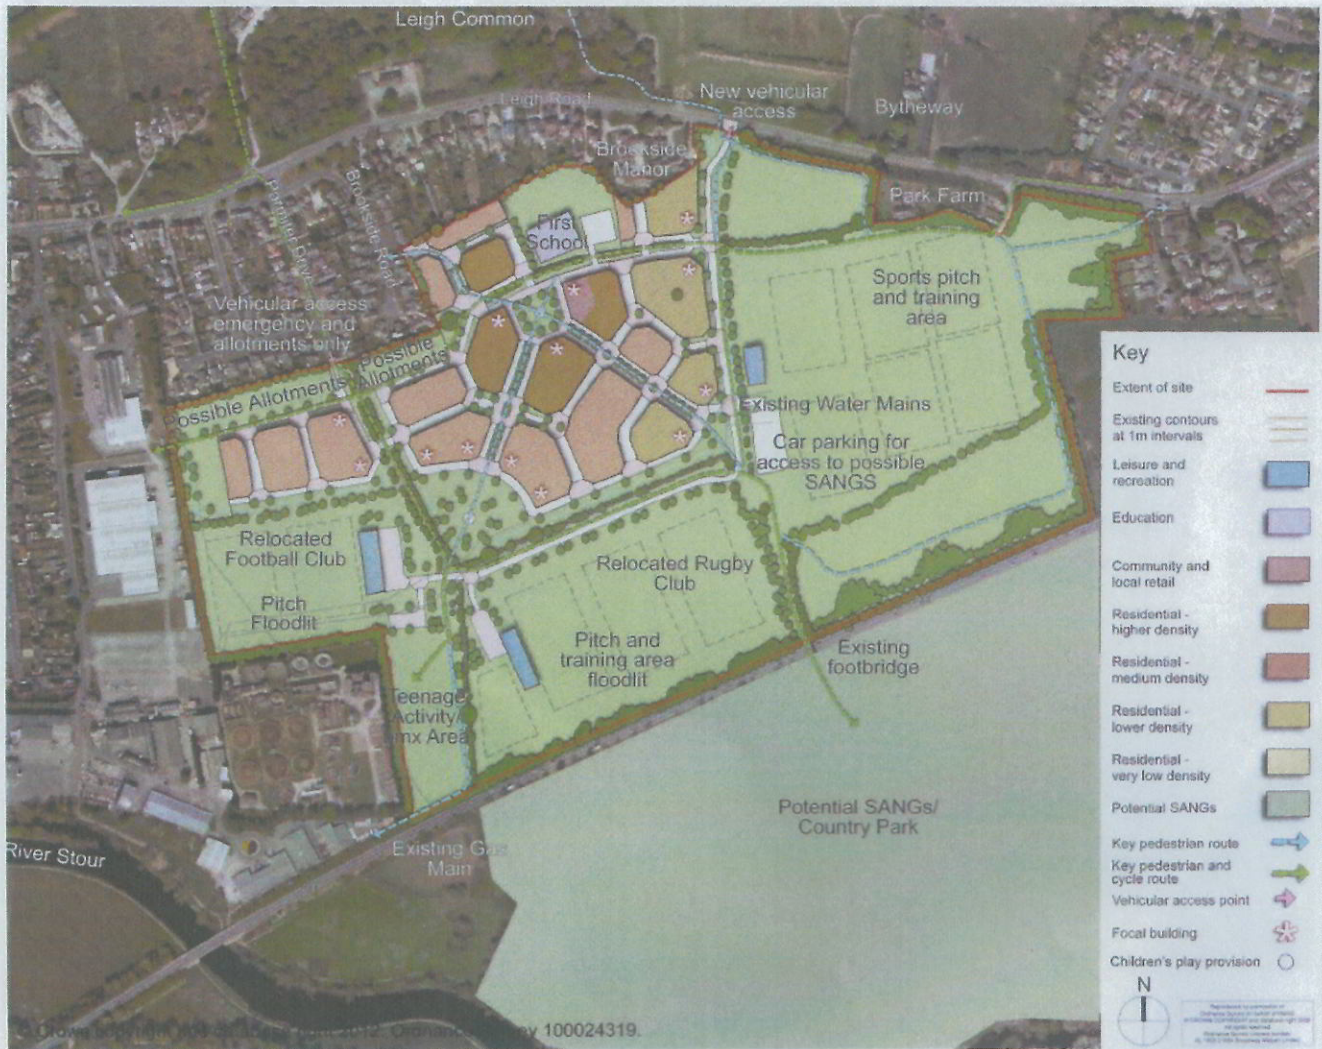 Leigh Common
Leigh Road
New vehicular
access
Bytheway
Brookside
Manor
Park Farm
Brookside Road
First
School
Vehicular access
emergency and
allotments only
Possible
Allotments
Possible Allotments
Sports pitch
and training
area
Existing Water Mains
Car parking for
access to possible
SANGS
Relocated
Football Club
Pitch
Floodlit
Relocated Rugby
Club
Pitch and
training area
floodlit
Existing
footbridge
Teenage
Activity/
bmx Area
Potential SANGs/
Country Park
Existing Gas
Main
River Stour
Key
Extent of site
Existing contours
at 1m intervals
Leisure and
recreation
Education
Community and
local retail
Residential -
higher density
Residential -
medium density
Residential -
lower density
Residential -
very low density
Potential SANGs
Key pedestrian route
Key pedestrian and
cycle route
Vehicular access point
Focal building
Children's play provision
N
2012. 100024319.